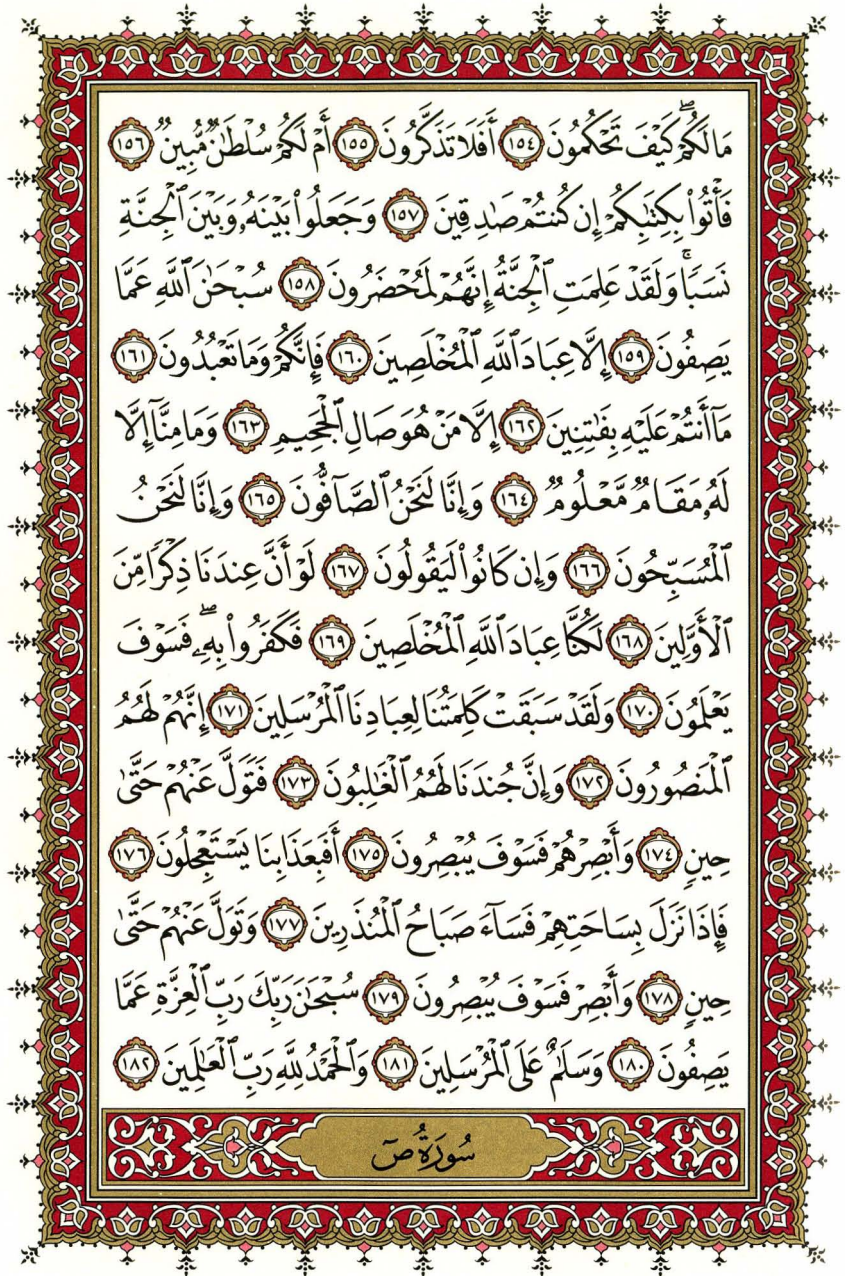 مَا لَكُمْ كَيْفَ تَحْكُمُونَ ١٥٤ أَفَلَا تَذَكَّرُونَ ١٥٥ أَمْ لَكُمْ سُلْطَٰنٌ مُّبِينٌ ١٥٦
فَأْتُوا۟ بِكِتَٰبِكُمْ إِن كُنتُمْ صَٰدِقِينَ ١٥٧ وَجَعَلُوا۟ بَيْنَهُۥ وَبَيْنَ ٱلْجِنَّةِ
نَسَبًا ۚ وَلَقَدْ عَلِمَتِ ٱلْجِنَّةُ إِنَّهُمْ لَمُحْضَرُونَ ١٥٨ سُبْحَٰنَ ٱللَّهِ عَمَّا
يَصِفُونَ ١٥٩ إِلَّا عِبَادَ ٱللَّهِ ٱلْمُخْلَصِينَ ١٦٠ فَإِنَّكُمْ وَمَا تَعْبُدُونَ ١٦١
مَآ أَنتُمْ عَلَيْهِ بِفَٰتِنِينَ ١٦٢ إِلَّا مَنْ هُوَ صَالِ ٱلْجَحِيمِ ١٦٣ وَمَا مِنَّآ إِلَّا
لَهُۥ مَقَامٌ مَّعْلُومٌ ١٦٤ وَإِنَّا لَنَحْنُ ٱلصَّآفُّونَ ١٦٥ وَإِنَّا لَنَحْنُ
ٱلْمُسَبِّحُونَ ١٦٦ وَإِن كَانُوا۟ لَيَقُولُونَ ١٦٧ لَوْ أَنَّ عِندَنَا ذِكْرًا مِّنَ
ٱلْأَوَّلِينَ ١٦٨ لَكُنَّا عِبَادَ ٱللَّهِ ٱلْمُخْلَصِينَ ١٦٩ فَكَفَرُوا۟ بِهِۦ ۖ فَسَوْفَ
يَعْلَمُونَ ١٧٠ وَلَقَدْ سَبَقَتْ كَلِمَتُنَا لِعِبَادِنَا ٱلْمُرْسَلِينَ ١٧١ إِنَّهُمْ لَهُمُ
ٱلْمَنصُورُونَ ١٧٢ وَإِنَّ جُندَنَا لَهُمُ ٱلْغَٰلِبُونَ ١٧٣ فَتَوَلَّ عَنْهُمْ حَتَّىٰ
حِينٍ ١٧٤ وَأَبْصِرْهُمْ فَسَوْفَ يُبْصِرُونَ ١٧٥ أَفَبِعَذَابِنَا يَسْتَعْجِلُونَ ١٧٦
فَإِذَا نَزَلَ بِسَاحَتِهِمْ فَسَآءَ صَبَاحُ ٱلْمُنذَرِينَ ١٧٧ وَتَوَلَّ عَنْهُمْ حَتَّىٰ
حِينٍ ١٧٨ وَأَبْصِرْ فَسَوْفَ يُبْصِرُونَ ١٧٩ سُبْحَٰنَ رَبِّكَ رَبِّ ٱلْعِزَّةِ عَمَّا
يَصِفُونَ ١٨٠ وَسَلَٰمٌ عَلَى ٱلْمُرْسَلِينَ ١٨١ وَٱلْحَمْدُ لِلَّهِ رَبِّ ٱلْعَٰلَمِينَ ١٨٢
سُورَةُ صٓ